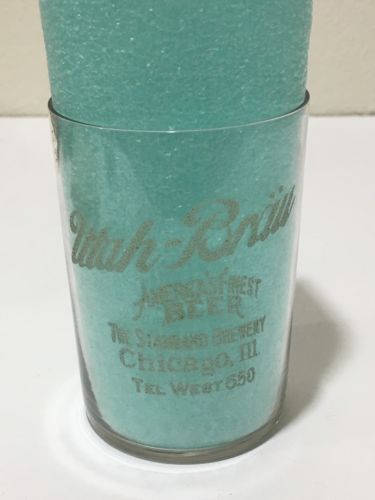 Utah-Bräu
America's Finest
Beer
The Standard Brewery
Chicago, Ill.
Tel. West 650